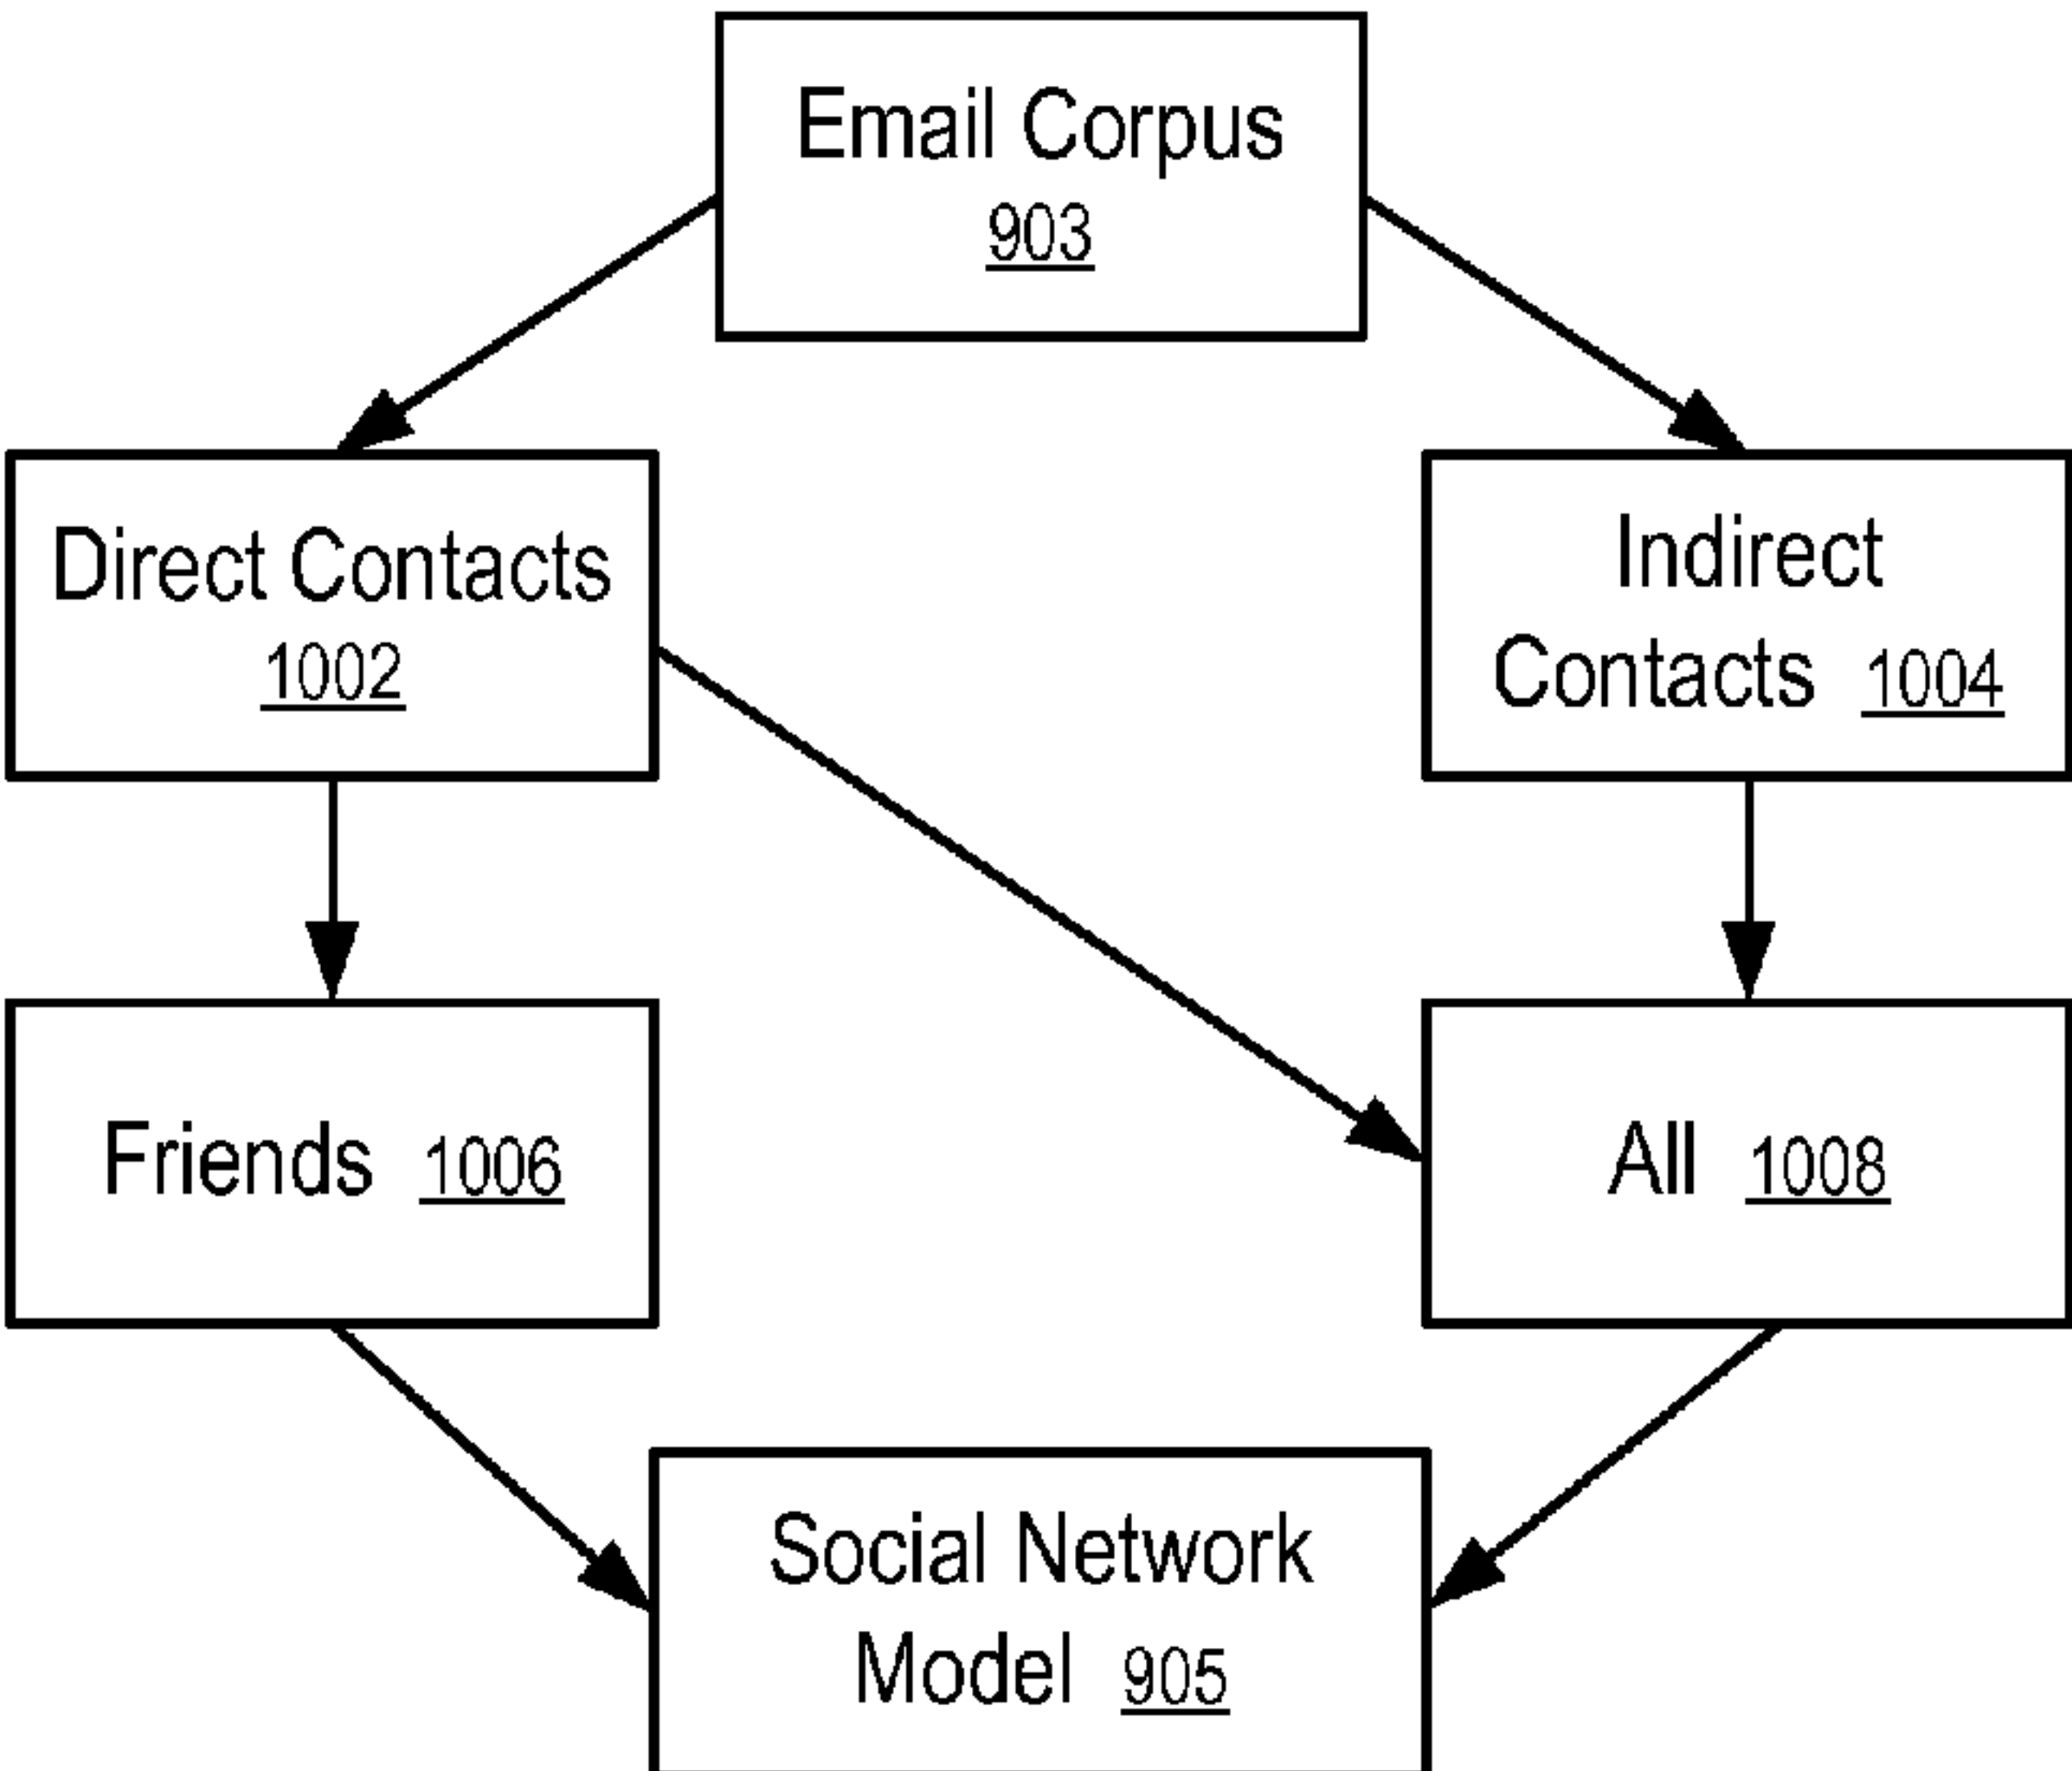 Email Corpus
903
Direct Contacts
1002
Indirect
Contacts 1004
Friends 1006
All 1008
Social Network
Model 905